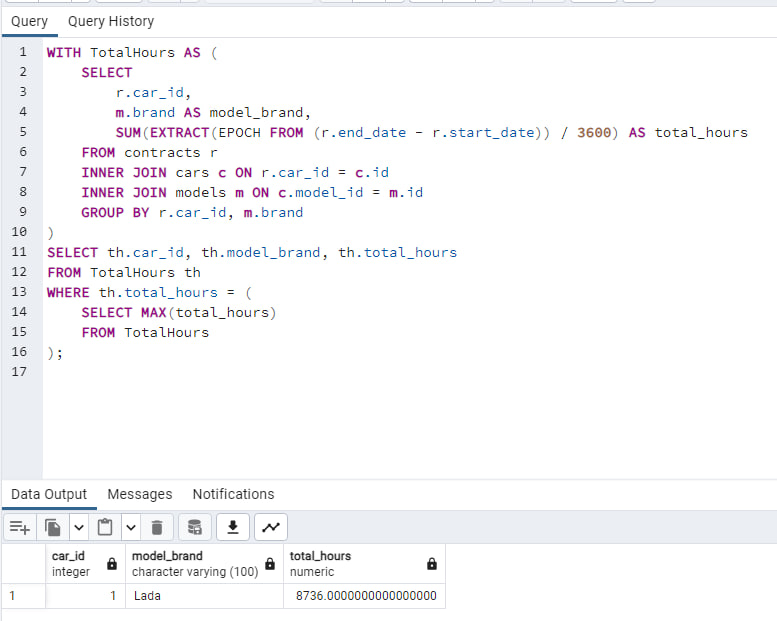 Query Query History
1 WITH TotalHours AS (
2     SELECT
3         r.car_id,
4         m.brand AS model_brand,
5         SUM(EXTRACT(EPOCH FROM (r.end_date - r.start_date)) / 3600) AS total_hours
6     FROM contracts r
7     INNER JOIN cars c ON r.car_id = c.id
8     INNER JOIN models m ON c.model_id = m.id
9     GROUP BY r.car_id, m.brand
10 )
11 SELECT th.car_id, th.model_brand, th.total_hours
12 FROM TotalHours th
13 WHERE th.total_hours = (
14     SELECT MAX(total_hours)
15     FROM TotalHours
16 );
17
Data Output Messages Notifications
car_id model_brand total_hours
integer character varying (100) numeric
1 1 Lada 8736.0000000000000000